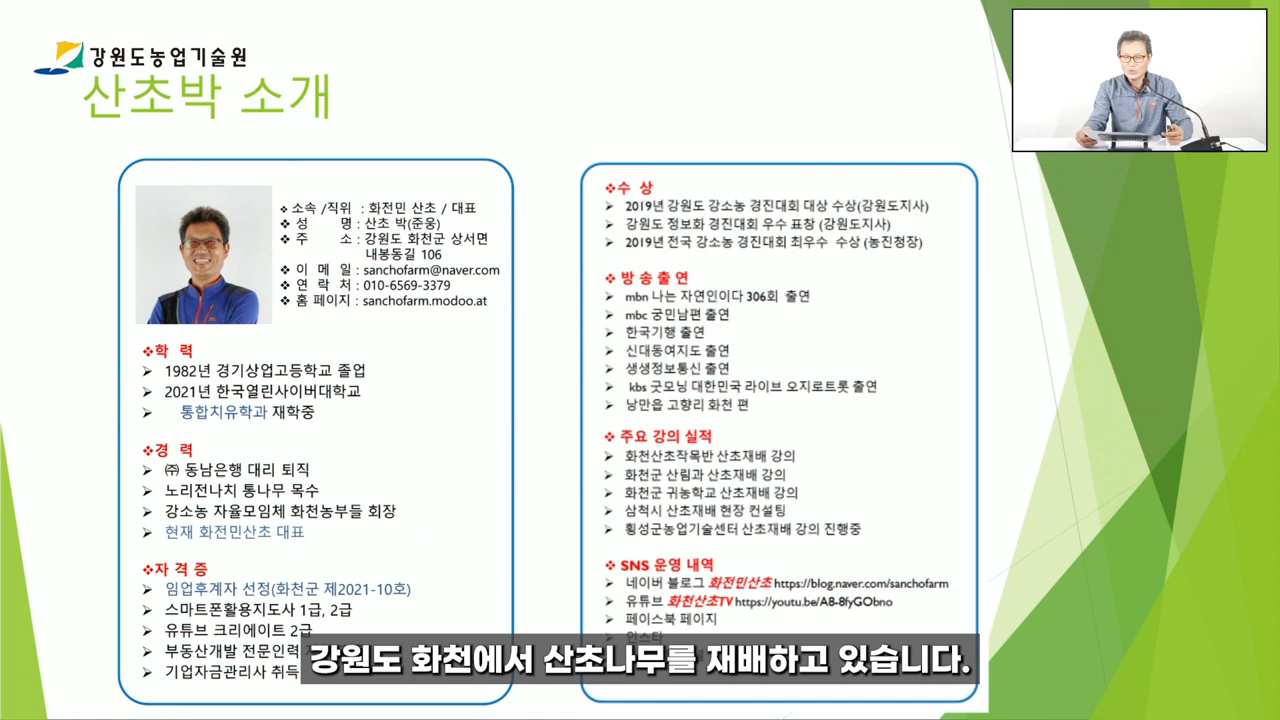 강원도농업기술원
산초박 소개
❖ 소속 /직위 : 화전민 산초 / 대표
❖ 성 명 : 산초 박(준웅)
❖ 주 소 : 강원도 화천군 상서면
내봉동길 106
❖ 이 메 일 : sanchofarm@naver.com
❖ 연 락 처 : 010-6569-3379
❖ 홈 페이지 : sanchofarm.modoo.at
❖학 력
➢ 1982년 경기상업고등학교 졸업
➢ 2021년 한국열린사이버대학교
➢ 통합치유학과 재학중
❖경 력
➢ ㈜ 동남은행 대리 퇴직
➢ 노리전나치 통나무 목수
➢ 강소농 자율모임체 화천농부들 회장
➢ 현재 화전민산초 대표
❖자 격 증
➢ 임업후계자 선정(화천군 제2021-10호)
➢ 스마트폰활용지도사 1급, 2급
➢ 유튜브 크리에이트 2급
➢ 부동산개발 전문인력
➢ 기업자금관리사 취득
❖수 상
➢ 2019년 강원도 강소농 경진대회 대상 수상(강원도지사)
➢ 강원도 정보화 경진대회 우수 표창 (강원도지사)
➢ 2019년 전국 강소농 경진대회 최우수 수상 (농진청장)
❖ 방 송 출 연
➢ mbn 나는 자연인이다 306회 출연
➢ mbc 궁민남편 출연
➢ 한국기행 출연
➢ 신대동여지도 출연
➢ 생생정보통신 출연
➢ kbs 굿모닝 대한민국 라이브 오지로트롯 출연
➢ 낭만읍 고향리 화천 편
❖ 주요 강의 실적
➢ 화천산초작목반 산초재배 강의
➢ 화천군 산림과 산초재배 강의
➢ 화천군 귀농학교 산초재배 강의
➢ 삼척시 산초재배 현장 컨설팅
➢ 횡성군농업기술센터 산초재배 강의 진행중
❖ SNS 운영 내역
➢ 네이버 블로그 화전민산초 https://blog.naver.com/sanchofarm
➢ 유튜브 화천산초TV https://youtu.be/A8-8fyGObno
➢ 페이스북 페이지
➢ 인스타
강원도 화천에서 산초나무를 재배하고 있습니다.